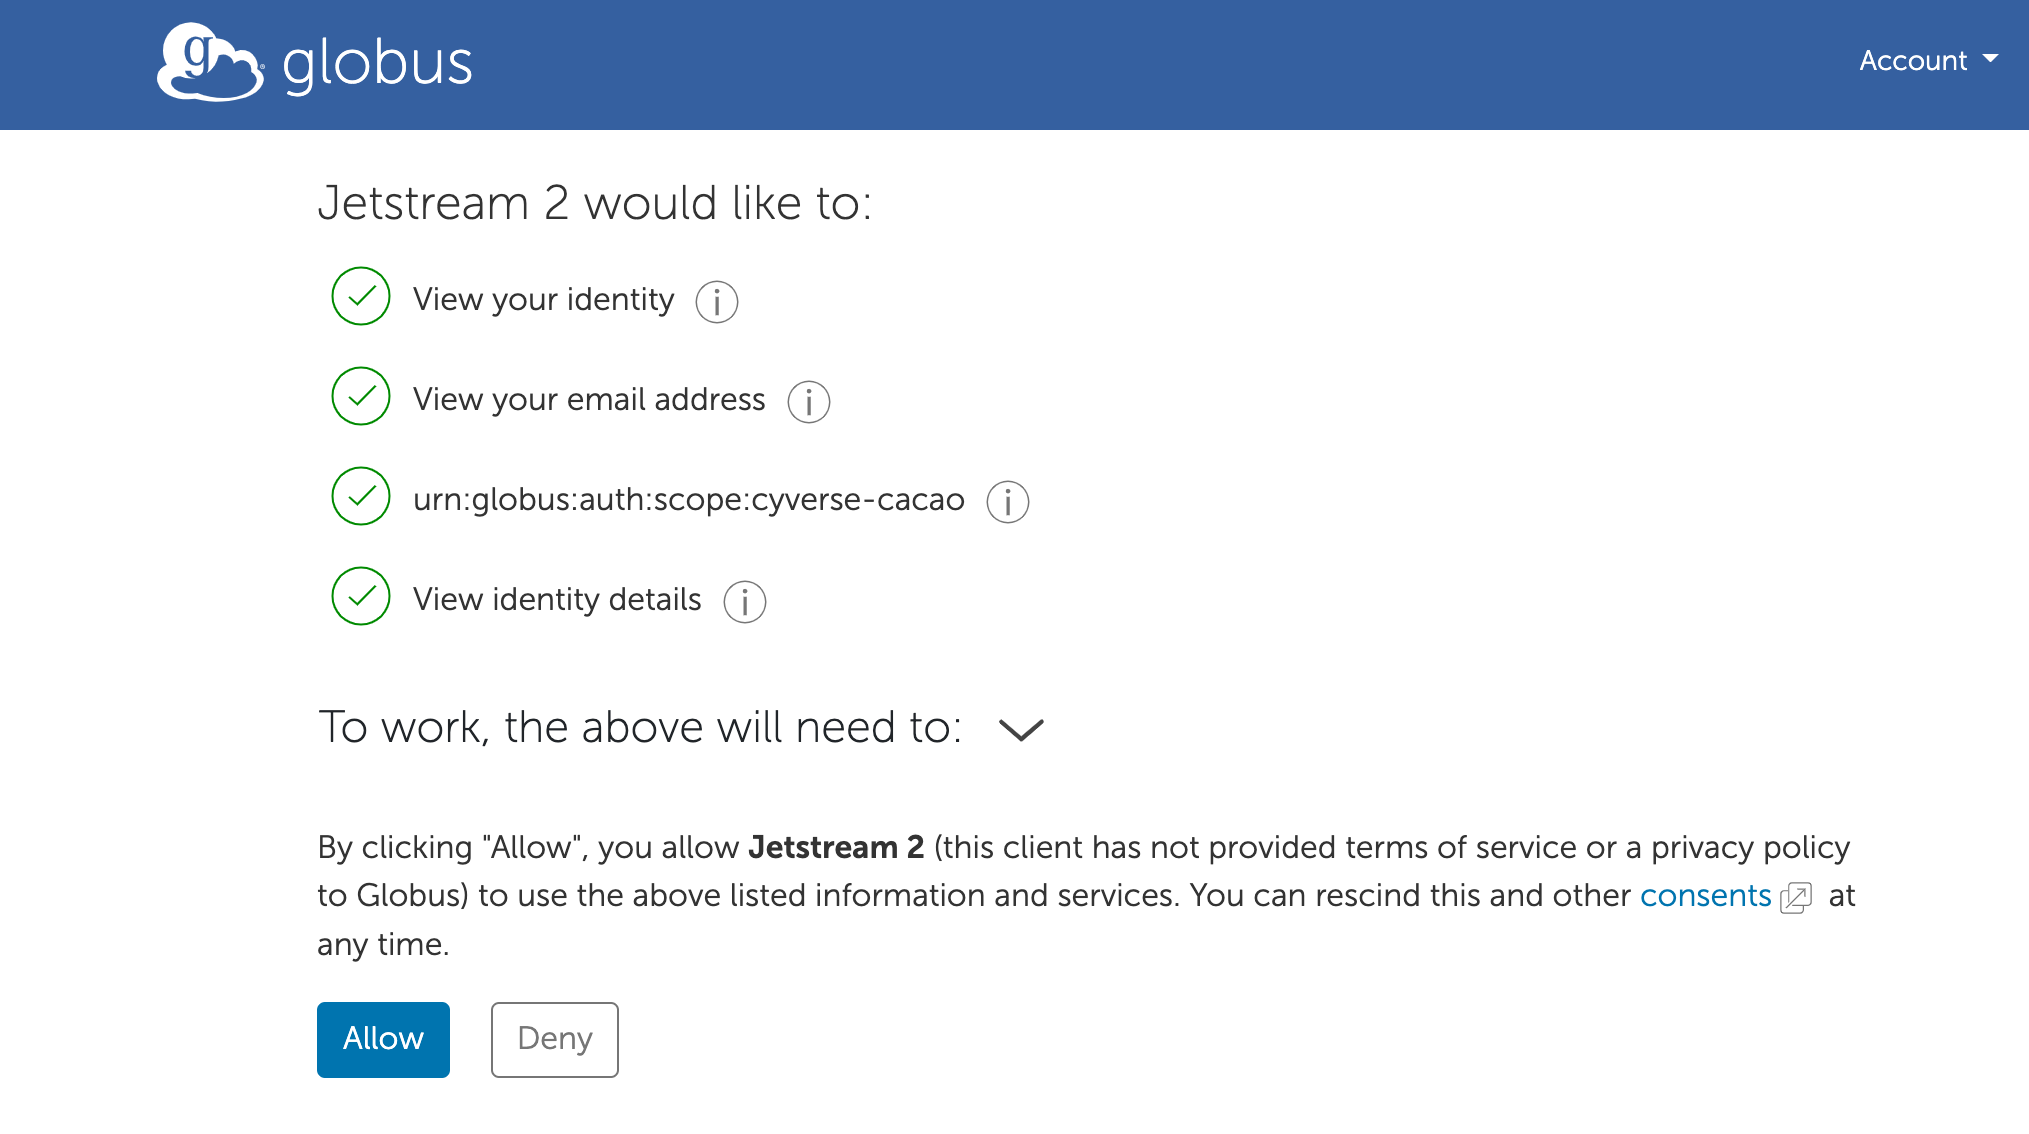 globus
Account
Jetstream 2 would like to:
View your identity
View your email address
urn:globus:auth:scope:cyverse-cacao
View identity details
To work, the above will need to:
By clicking "Allow", you allow Jetstream 2 (this client has not provided terms of service or a privacy policy
to Globus) to use the above listed information and services. You can rescind this and other consents at
any time.
Allow
Deny